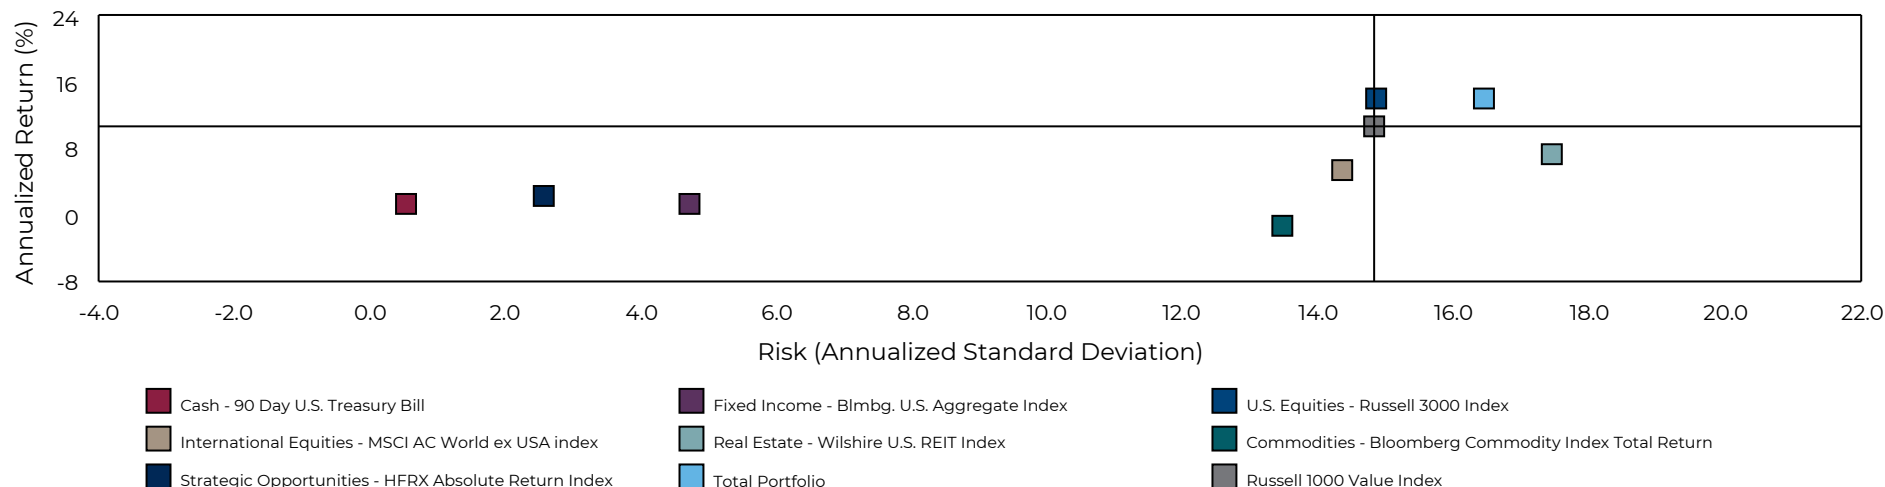 Annualized Return (%)
24
16
8
0
-8
-4.0 -2.0 0.0 2.0 4.0 6.0 8.0 10.0 12.0 14.0 16.0 18.0 20.0 22.0
Risk (Annualized Standard Deviation)
Cash - 90 Day U.S. Treasury Bill Fixed Income - Blmbg. U.S. Aggregate Index U.S. Equities - Russell 3000 Index
International Equities - MSCI AC World ex USA index Real Estate - Wilshire U.S. REIT Index Commodities - Bloomberg Commodity Index Total Return
Strategic Opportunities - HFRX Absolute Return Index Total Portfolio Russell 1000 Value Index